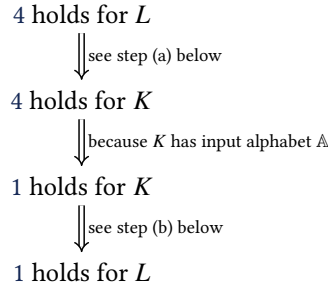 4 holds for L
see step (a) below
4 holds for K
because K has input alphabet 𝔸
1 holds for K
see step (b) below
1 holds for L